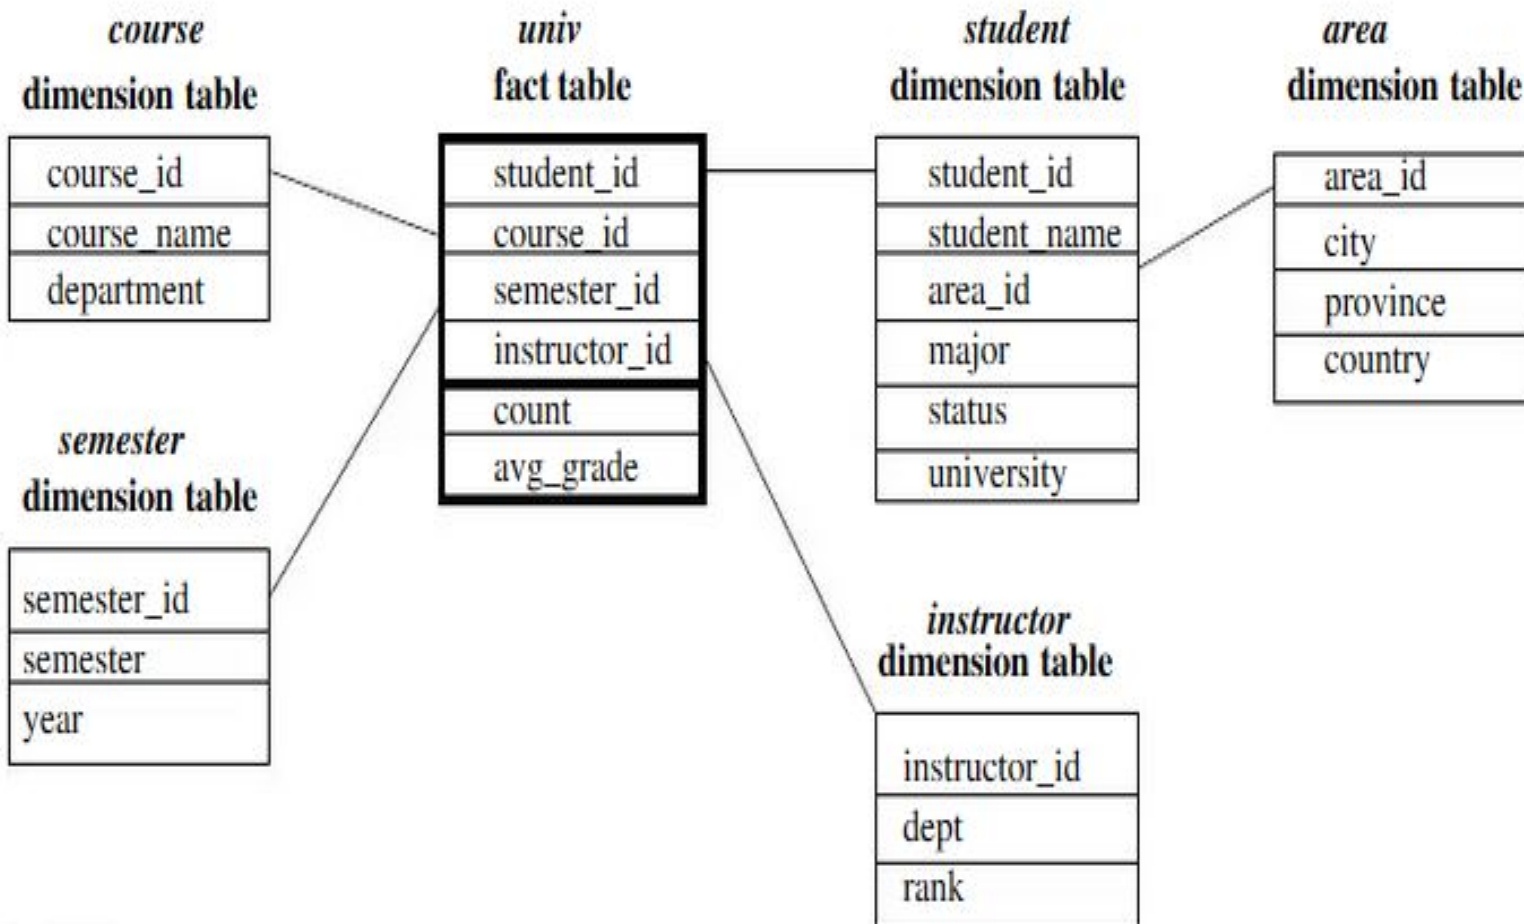 course
dimension table
course_id
course_name
department
univ
fact table
student_id
course_id
semester_id
instructor_id
count
avg_grade
student
dimension table
student_id
student_name
area_id
major
status
university
area
dimension table
area_id
city
province
country
semester
dimension table
semester_id
semester
year
instructor
dimension table
instructor_id
dept
rank